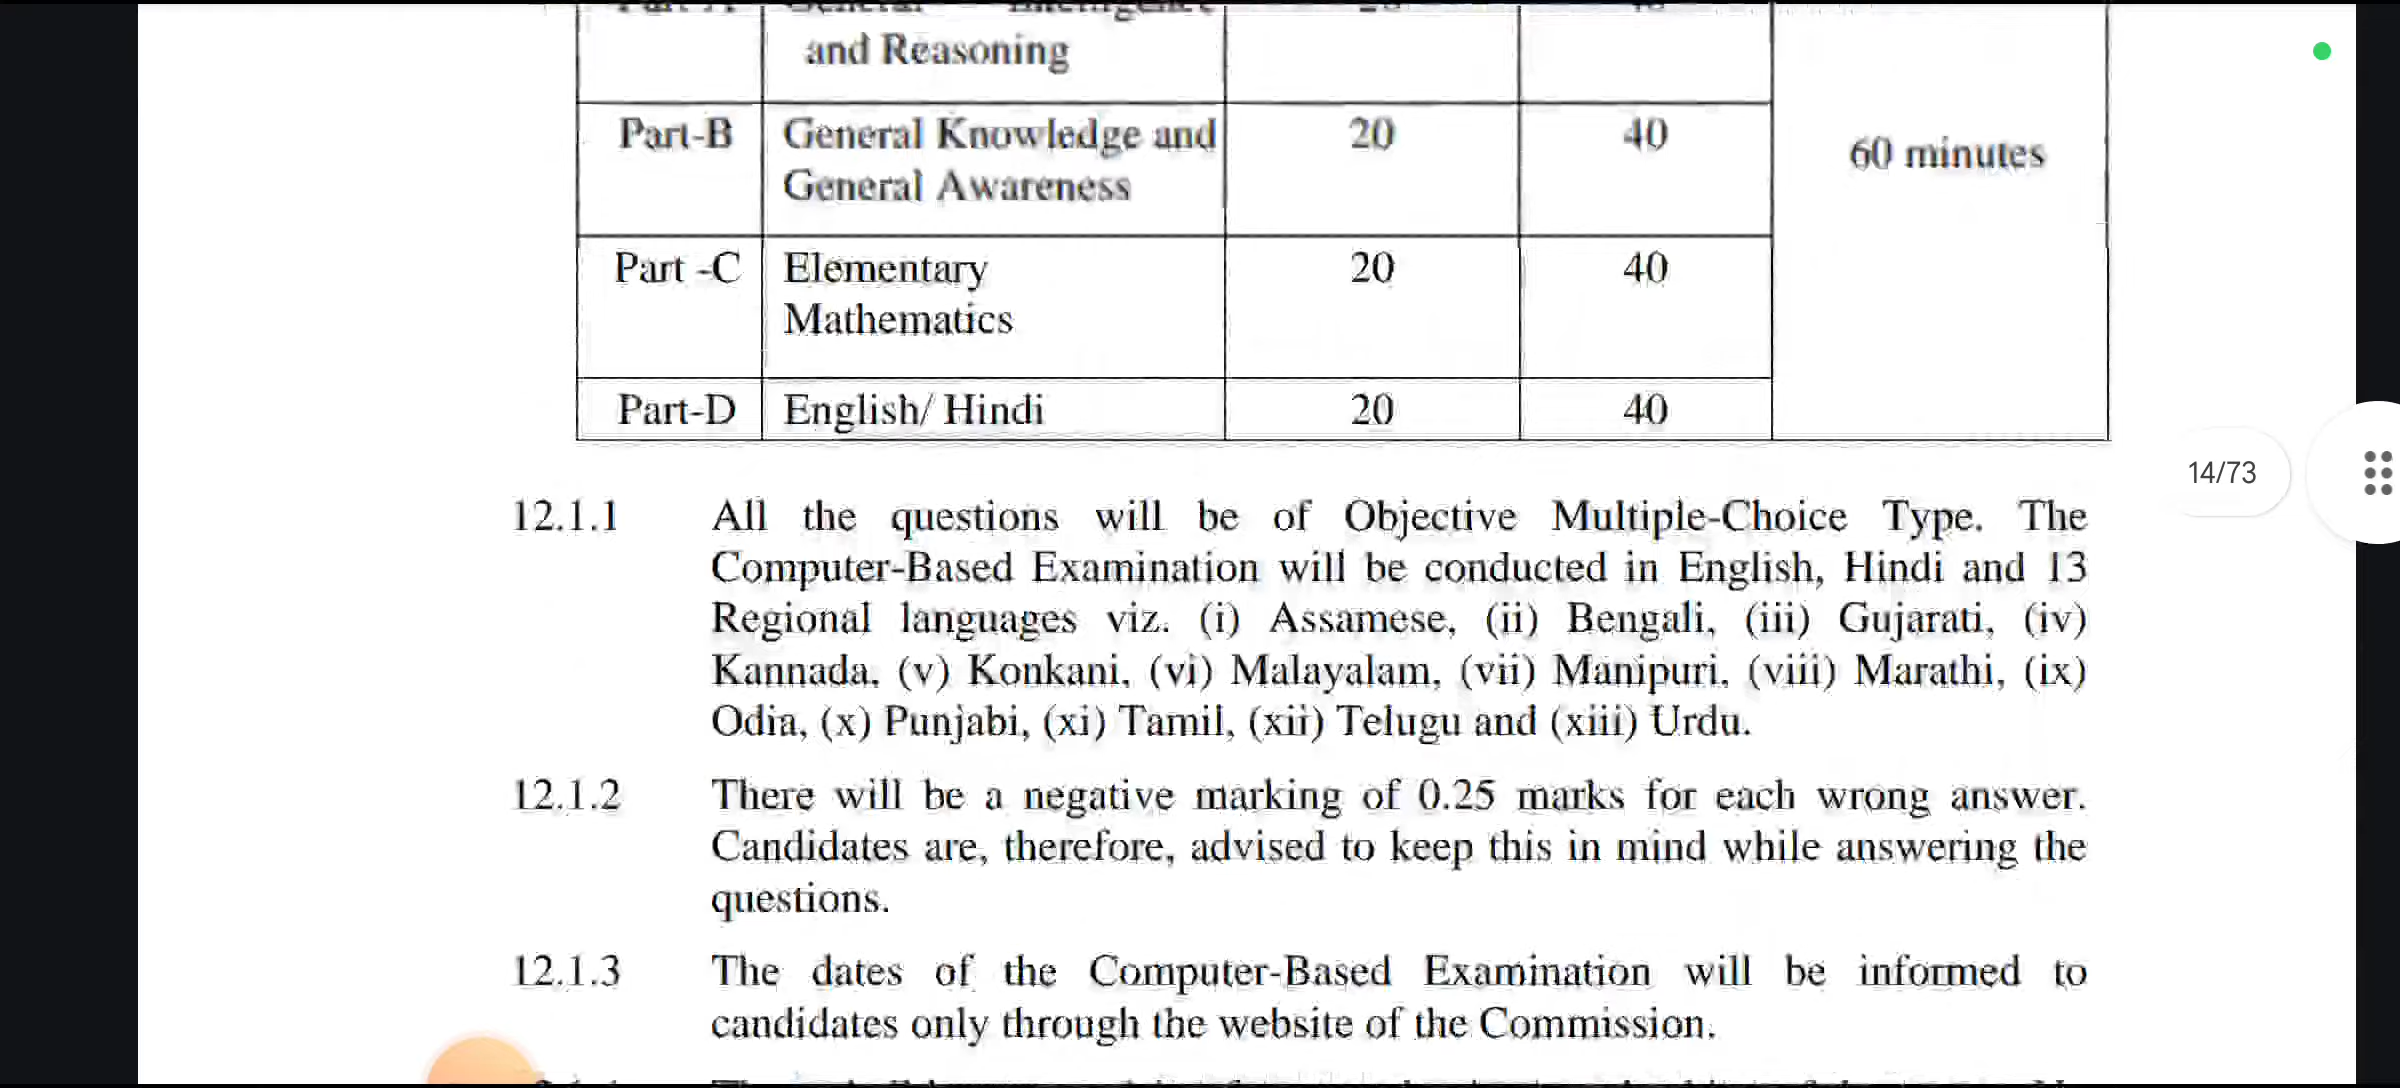 and Reasoning
Part-B General Knowledge and 20 40 60 minutes
General Awareness
Part -C Elementary 20 40
Mathematics
Part-D English/ Hindi 20 40
14/73
12.1.1 All the questions will be of Objective Multiple-Choice Type. The
Computer-Based Examination will be conducted in English, Hindi and 13
Regional languages viz. (i) Assamese, (ii) Bengali, (iii) Gujarati, (iv)
Kannada, (v) Konkani, (vi) Malayalam, (vii) Manipuri, (viii) Marathi, (ix)
Odia, (x) Punjabi, (xi) Tamil, (xii) Telugu and (xiii) Urdu.
12.1.2 There will be a negative marking of 0.25 marks for each wrong answer.
Candidates are, therefore, advised to keep this in mind while answering the
questions.
12.1.3 The dates of the Computer-Based Examination will be informed to
candidates only through the website of the Commission.